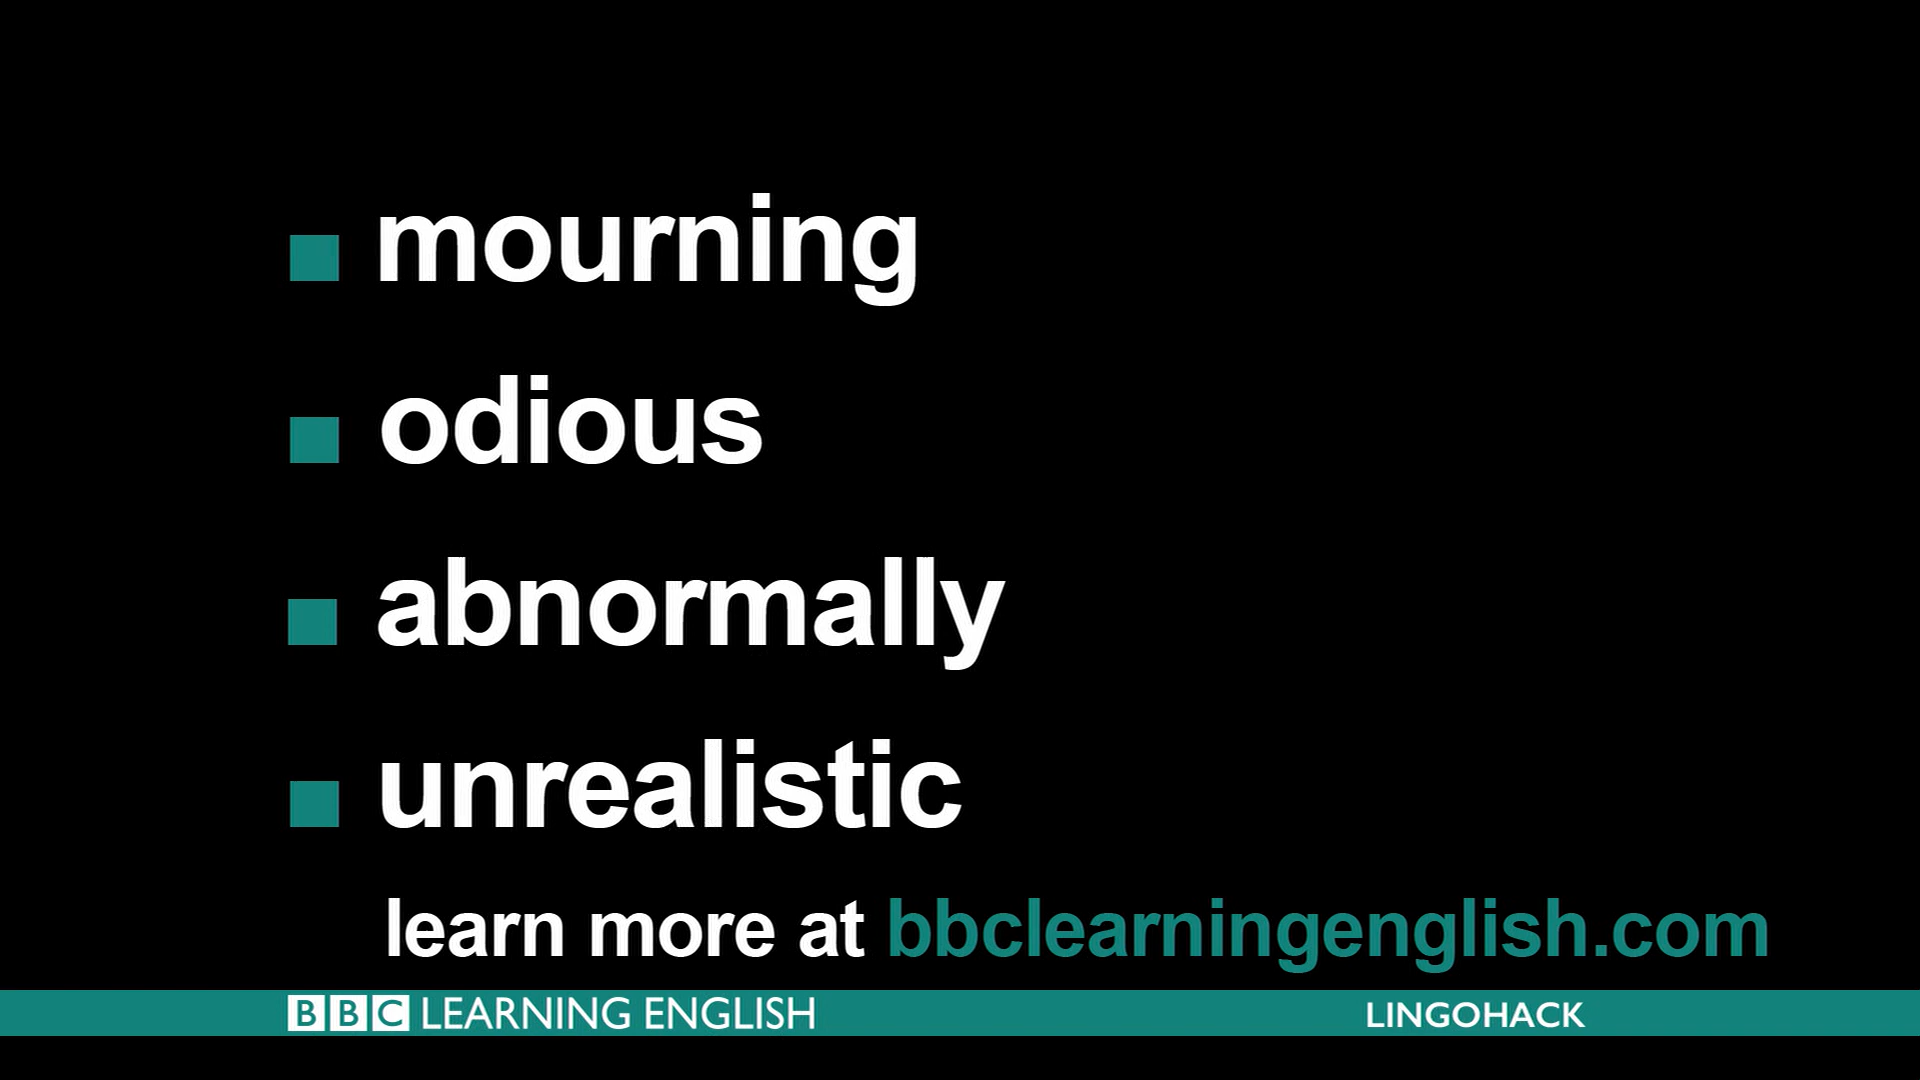 mourning
odious
abnormally
unrealistic
learn more at bbclearningenglish.com
BBC LEARNING ENGLISH
LINGOHACK